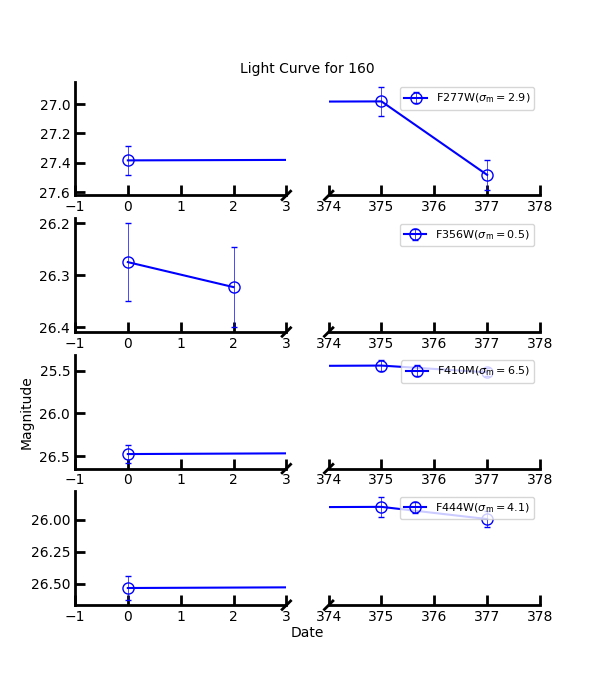 Light Curve for 160
27.0
27.2
27.4
27.6
F277W(σm = 2.9)
−1 0 1 2 3 374 375 376 377 378
26.2
26.3
26.4
F356W(σm = 0.5)
−1 0 1 2 3 374 375 376 377 378
25.5
26.0
26.5
F410M(σm = 6.5)
−1 0 1 2 3 374 375 376 377 378
Magnitude
26.00
26.25
26.50
F444W(σm = 4.1)
−1 0 1 2 3 374 375 376 377 378
Date